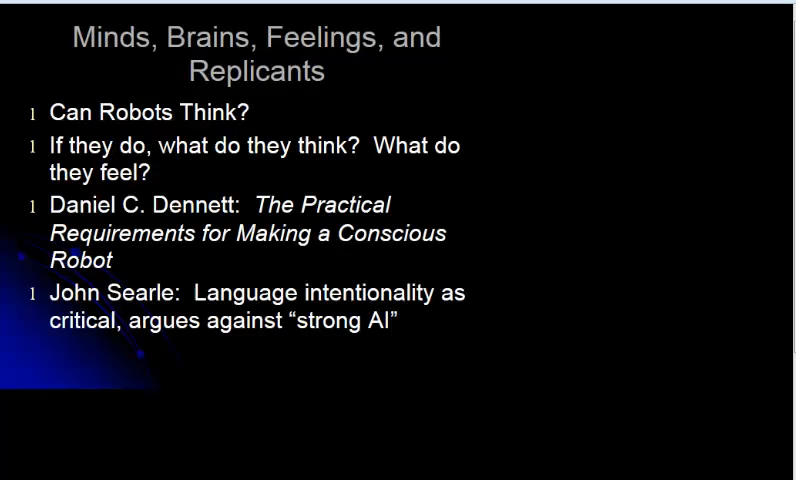 Minds, Brains, Feelings, and
Replicants
l Can Robots Think?
l If they do, what do they think?  What do
they feel?
l Daniel C. Dennett:  The Practical
Requirements for Making a Conscious
Robot
l John Searle:  Language intentionality as
critical, argues against “strong AI”